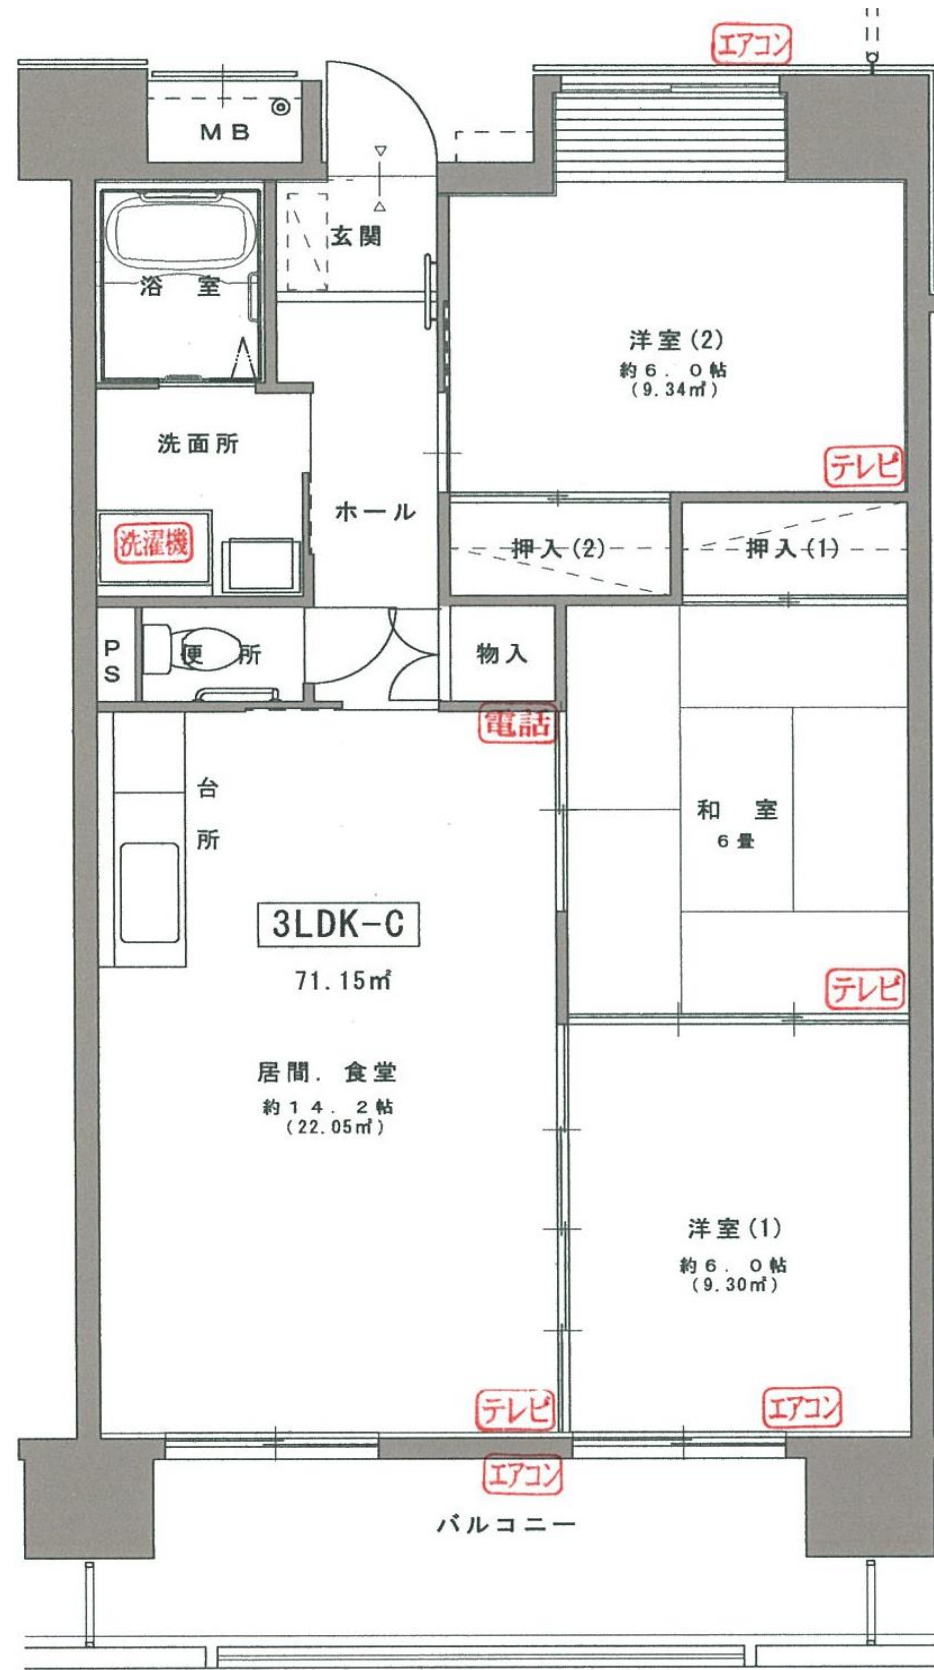 エアコン
MB
玄関
浴 室
洋室(2)
約6.0帖
(9.34㎡)
洗面所
テレビ
ホール
洗濯機
押入(2)
押入(1)
PS
便 所
物入
電話
台所
和 室
6畳
3LDK-C
71.15㎡
テレビ
居間．食堂
約14.2帖
(22.05㎡)
洋室(1)
約6.0帖
(9.30㎡)
テレビ
エアコン
エアコン
バルコニー